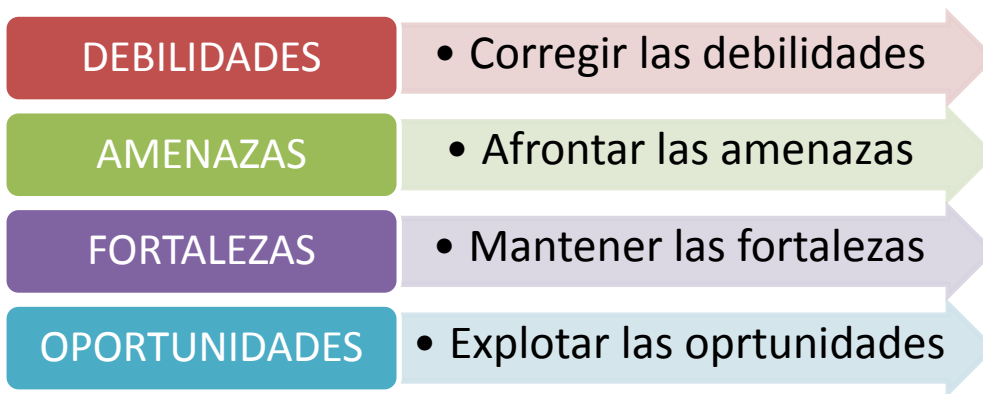 DEBILIDADES
• Corregir las debilidades
AMENAZAS
• Afrontar las amenazas
FORTALEZAS
• Mantener las fortalezas
OPORTUNIDADES
• Explotar las oprtunidades